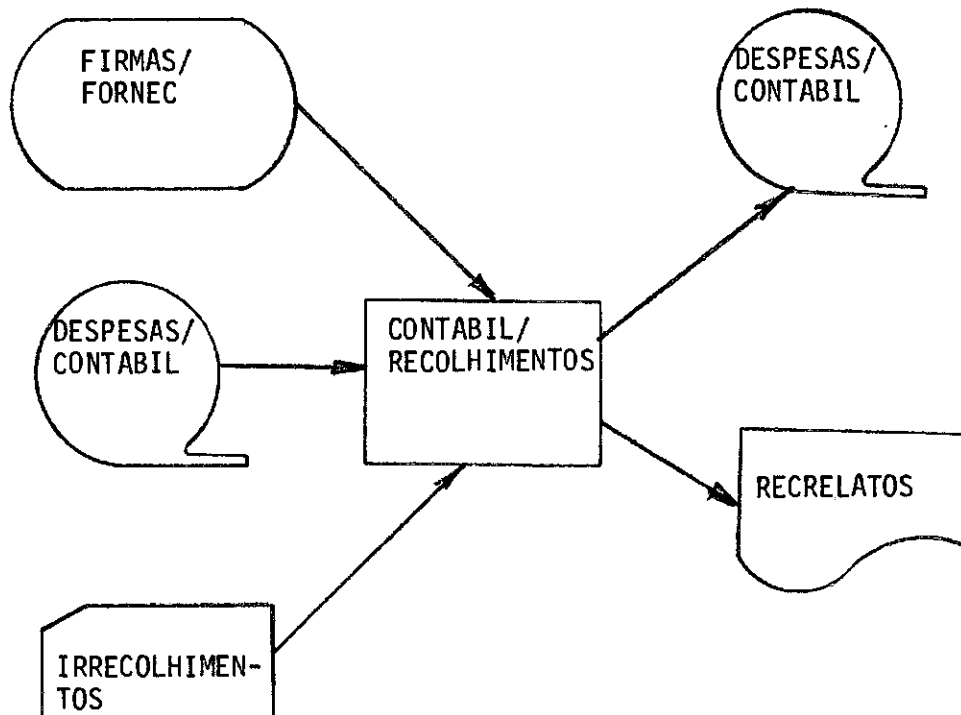 FIRMAS/
FORNEC
DESPESAS/
CONTABIL
DESPESAS/
CONTABIL
CONTABIL/
RECOLHIMENTOS
RECRELATOS
IRRECOLHIMEN-
TOS